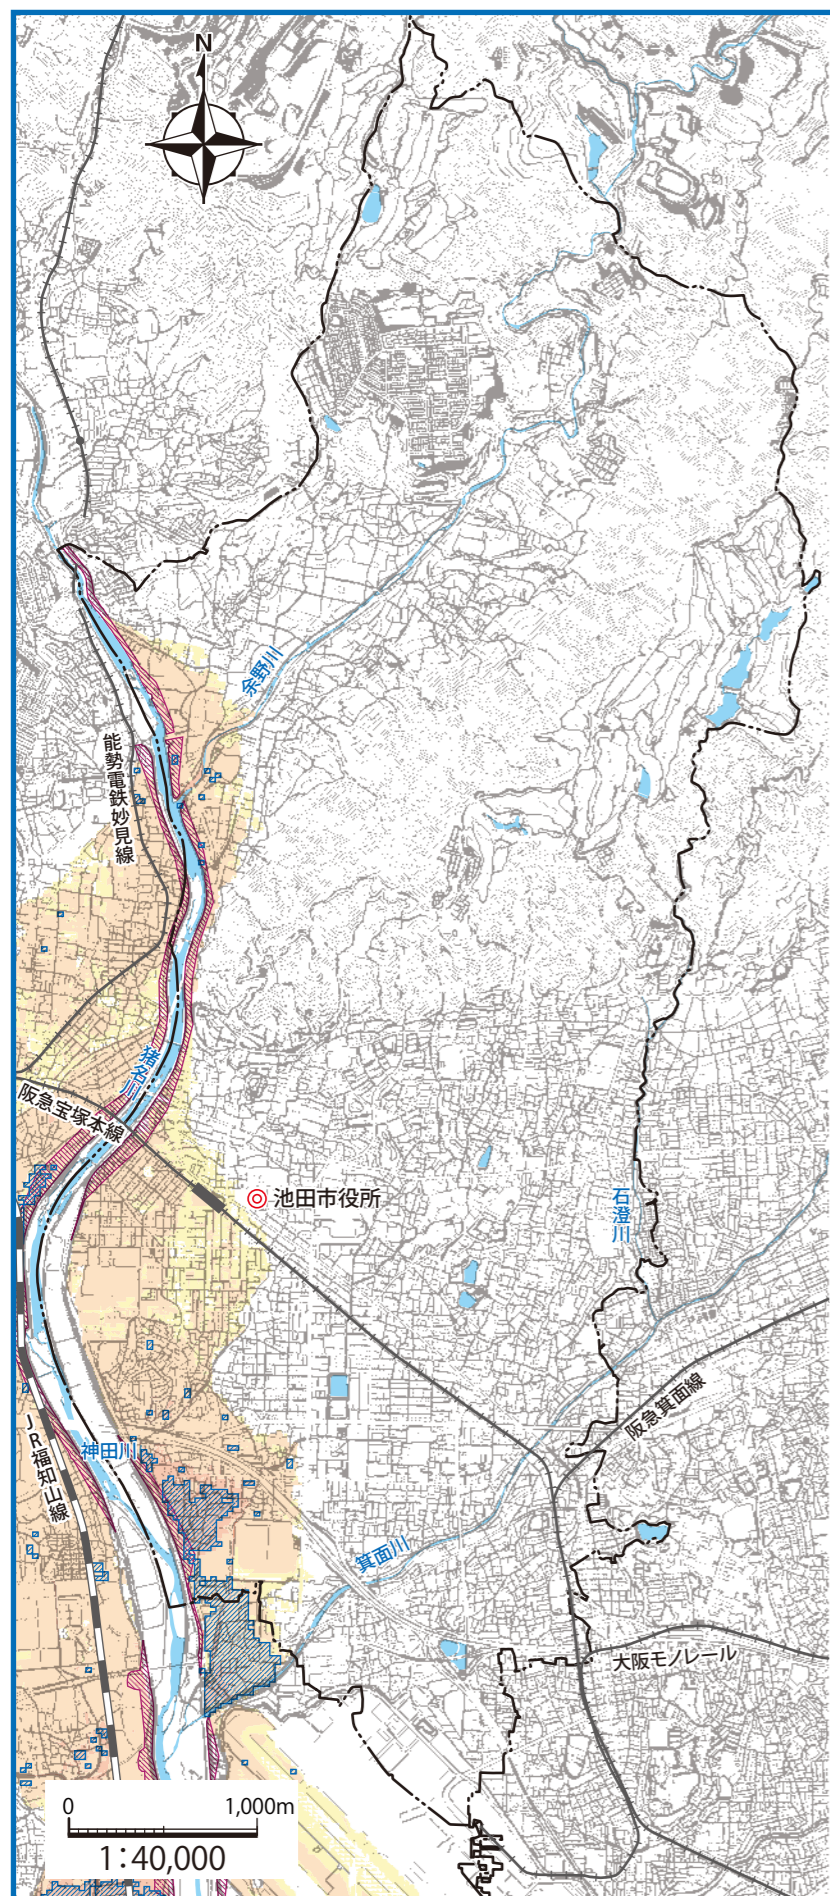 N
余野川
能勢電鉄妙見線
猪名川
阪急宝塚本線
池田市役所
石澄川
阪急箕面線
JR福知山線
神田川
箕面川
大阪モノレール
0 1,000m
1:40,000